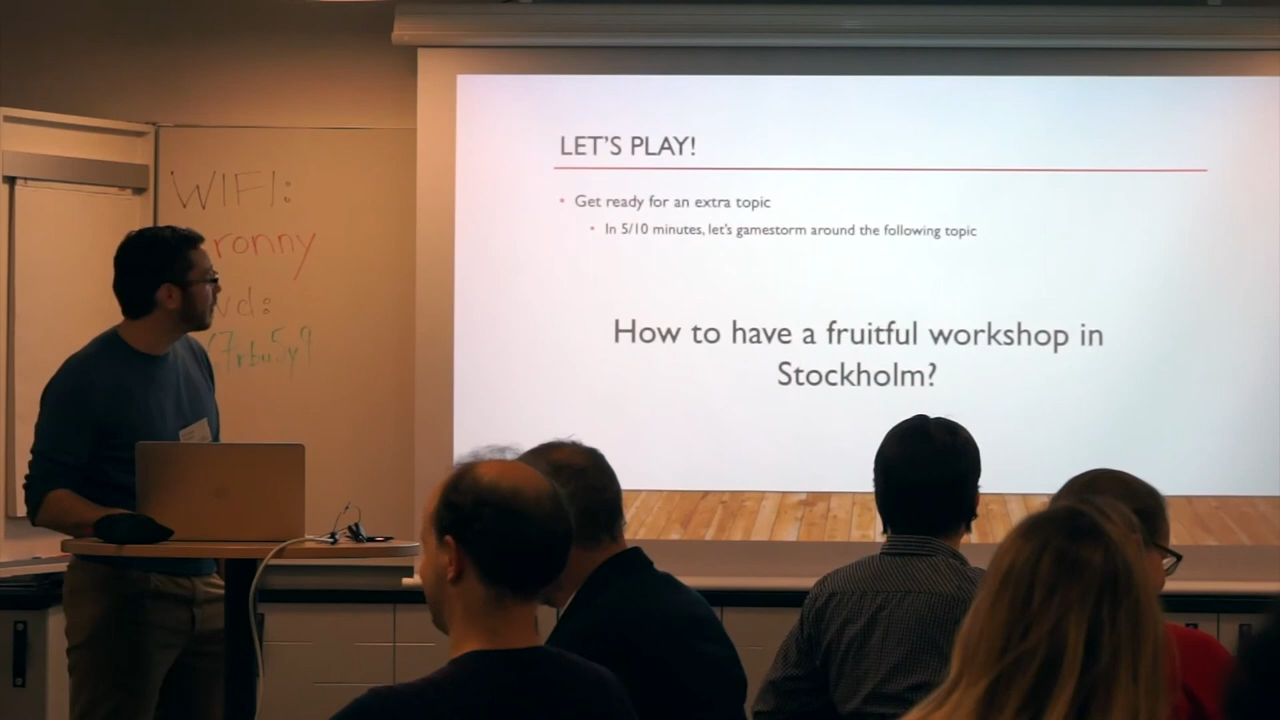 WIFI:
ronny
LET'S PLAY!
• Get ready for an extra topic
• In 5/10 minutes, let's gamestorm around the following topic
How to have a fruitful workshop in
Stockholm?